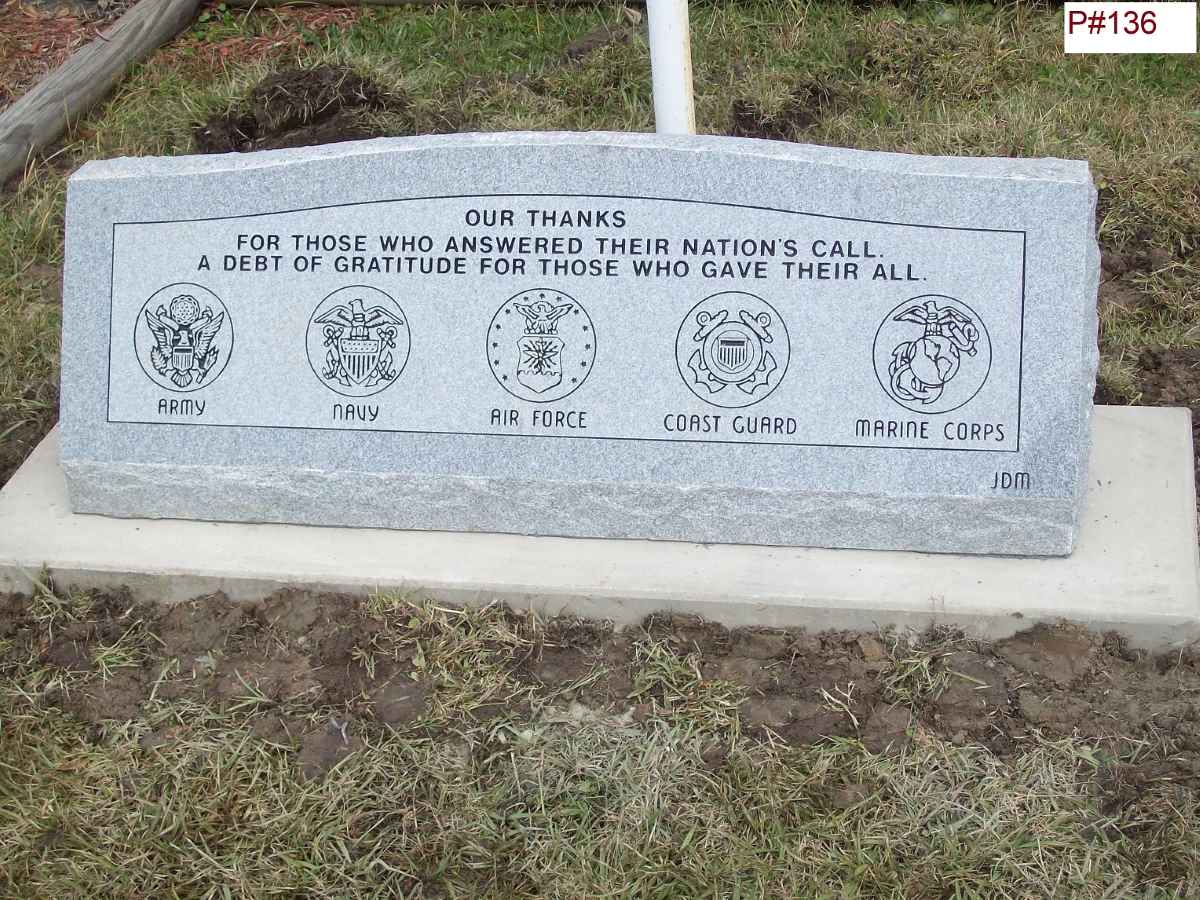 P#136
OUR THANKS
FOR THOSE WHO ANSWERED THEIR NATION'S CALL.
A DEBT OF GRATITUDE FOR THOSE WHO GAVE THEIR ALL.
ARMY
NAVY
AIR FORCE
COAST GUARD
MARINE CORPS
JDM